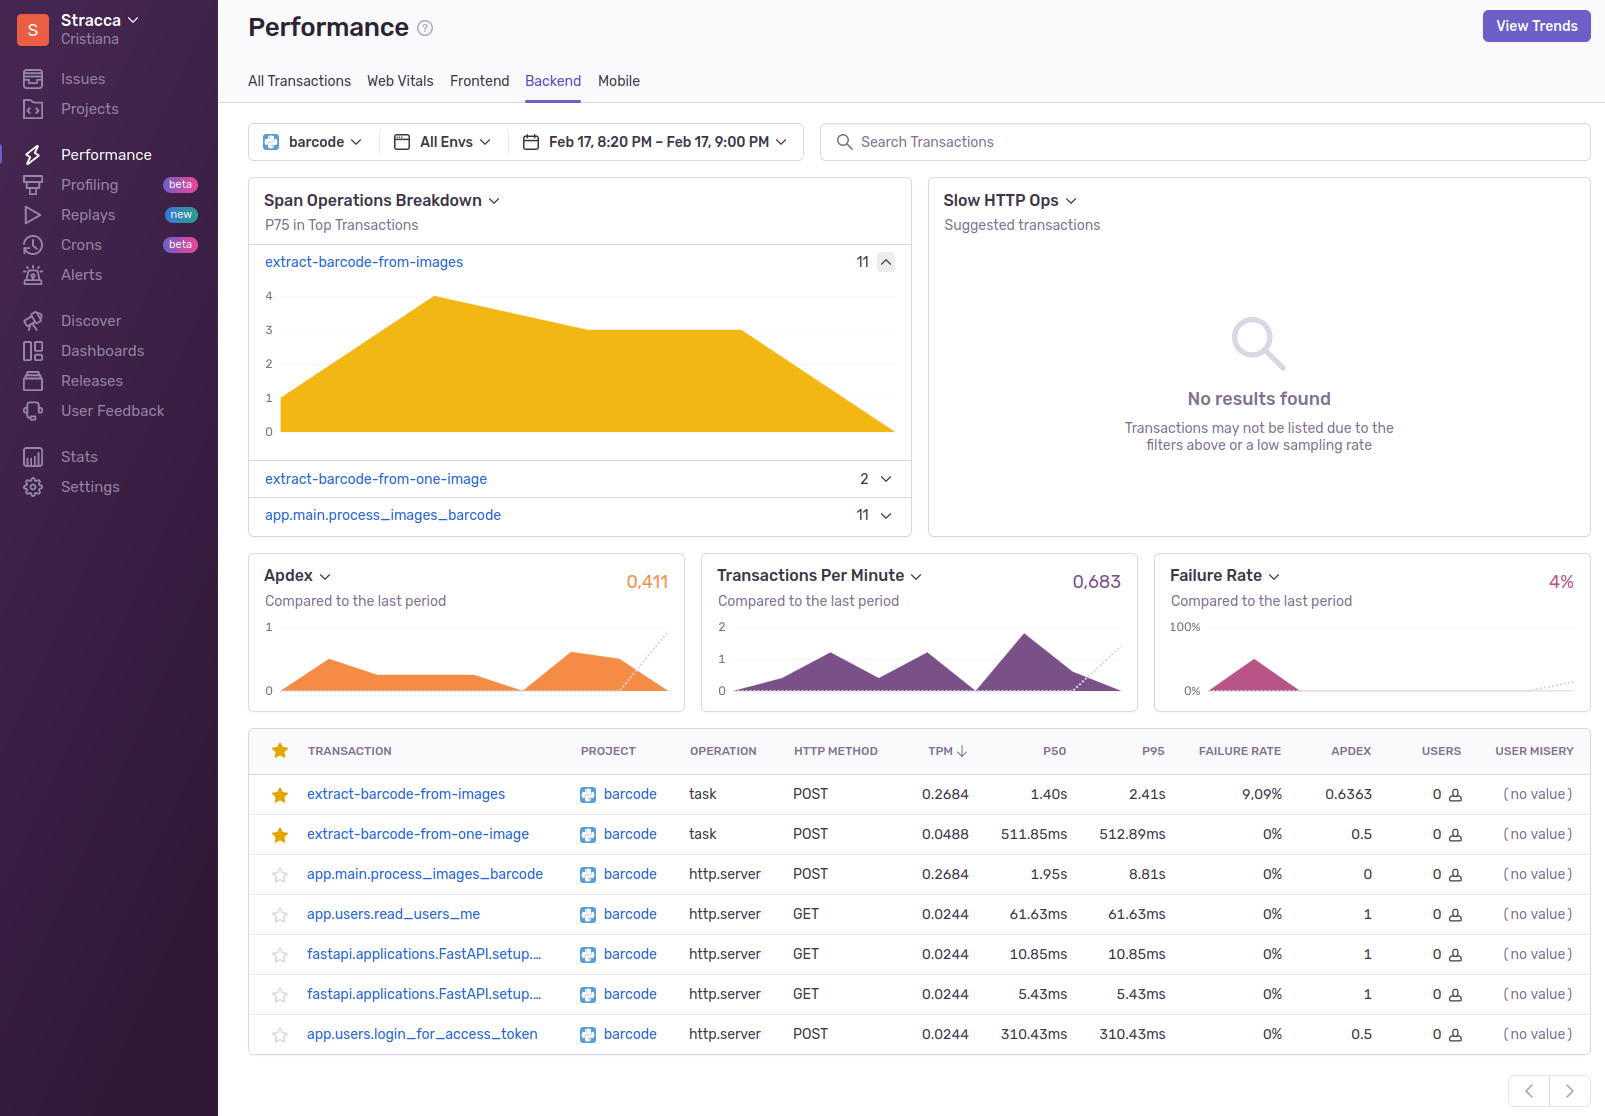 S
Stracca
Cristiana
Issues
Projects
Performance
Profiling beta
Replays new
Crons beta
Alerts
Discover
Dashboards
Releases
User Feedback
Stats
Settings
Performance ?
View Trends
All Transactions Web Vitals Frontend Backend Mobile
barcode All Envs Feb 17, 8:20 PM – Feb 17, 9:00 PM
Search Transactions
Span Operations Breakdown
P75 in Top Transactions
extract-barcode-from-images 11
4
3
2
1
0
extract-barcode-from-one-image 2
app.main.process_images_barcode 11
Slow HTTP Ops
Suggested transactions
No results found
Transactions may not be listed due to the
filters above or a low sampling rate
Apdex 0,411
Compared to the last period
1
0
Transactions Per Minute 0,683
Compared to the last period
2
1
0
Failure Rate 4%
Compared to the last period
100%
0%
TRANSACTION PROJECT OPERATION HTTP METHOD TPM P50 P95 FAILURE RATE APDEX USERS USER MISERY
extract-barcode-from-images barcode task POST 0.2684 1.40s 2.41s 9,09% 0.6363 0 (no value)
extract-barcode-from-one-image barcode task POST 0.0488 511.85ms 512.89ms 0% 0.5 0 (no value)
app.main.process_images_barcode barcode http.server POST 0.2684 1.95s 8.81s 0% 0 0 (no value)
app.users.read_users_me barcode http.server GET 0.0244 61.63ms 61.63ms 0% 1 0 (no value)
fastapi.applications.FastAPI.setup.... barcode http.server GET 0.0244 10.85ms 10.85ms 0% 1 0 (no value)
fastapi.applications.FastAPI.setup.... barcode http.server GET 0.0244 5.43ms 5.43ms 0% 1 0 (no value)
app.users.login_for_access_token barcode http.server POST 0.0244 310.43ms 310.43ms 0% 0.5 0 (no value)